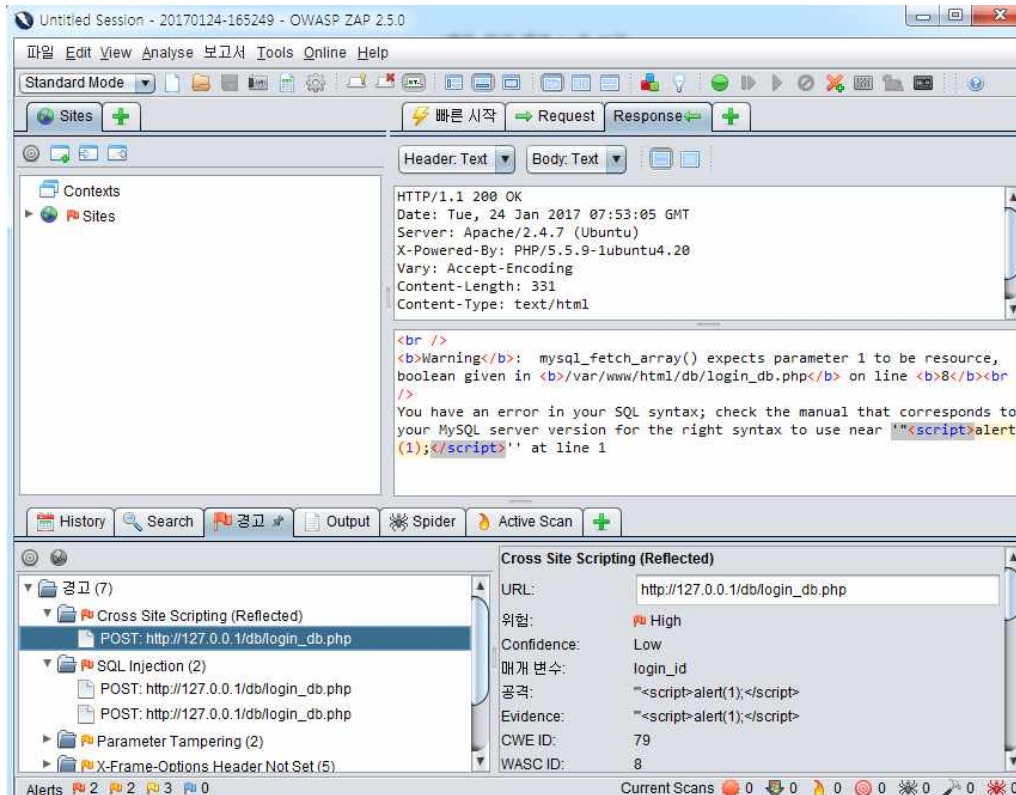 Untitled Session - 20170124-165249 - OWASP ZAP 2.5.0
파일 Edit View Analyse 보고서 Tools Online Help
Standard Mode
Sites
빠른 시작
Request
Response
Header: Text
Body: Text
Contexts
Sites
HTTP/1.1 200 OK
Date: Tue, 24 Jan 2017 07:53:05 GMT
Server: Apache/2.4.7 (Ubuntu)
X-Powered-By: PHP/5.5.9-1ubuntu4.20
Vary: Accept-Encoding
Content-Length: 331
Content-Type: text/html
<br />
<b>Warning</b>:  mysql_fetch_array() expects parameter 1 to be resource,
boolean given in <b>/var/www/html/db/login_db.php</b> on line <b>8</b><br
/>
You have an error in your SQL syntax; check the manual that corresponds to
your MySQL server version for the right syntax to use near '"<script>alert
(1);</script>'' at line 1
History
Search
경고
Output
Spider
Active Scan
경고 (7)
Cross Site Scripting (Reflected)
POST: http://127.0.0.1/db/login_db.php
SQL Injection (2)
POST: http://127.0.0.1/db/login_db.php
POST: http://127.0.0.1/db/login_db.php
Parameter Tampering (2)
X-Frame-Options Header Not Set (5)
Cross Site Scripting (Reflected)
URL: http://127.0.0.1/db/login_db.php
위험: High
Confidence: Low
매개 변수: login_id
공격: '"<script>alert(1);</script>
Evidence: '"<script>alert(1);</script>
CWE ID: 79
WASC ID: 8
Alerts 2 2 3 0
Current Scans 0 0 0 0 0 0 0